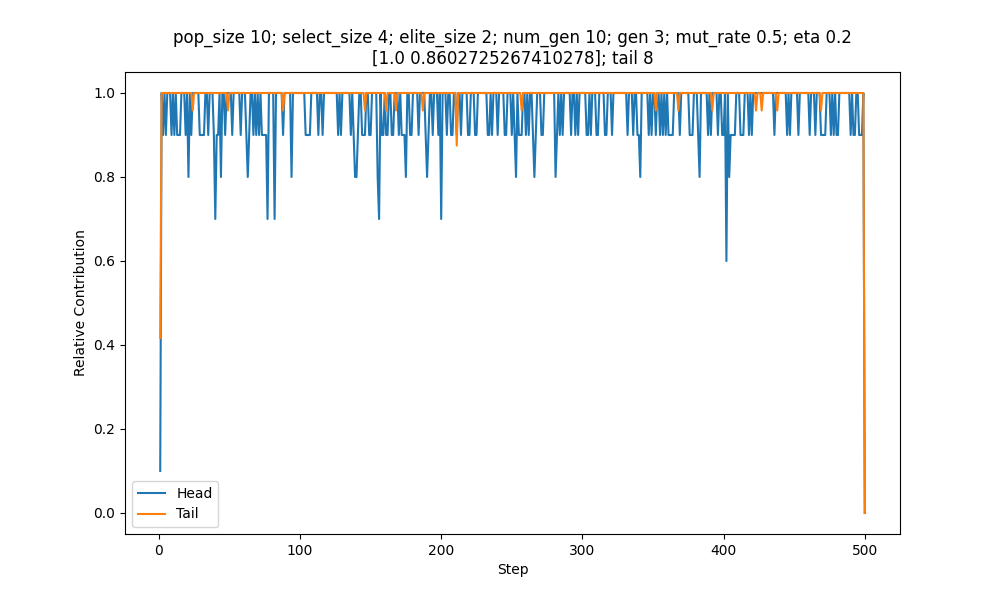 pop_size 10; select_size 4; elite_size 2; num_gen 10; gen 3; mut_rate 0.5; eta 0.2
[1.0 0.8602725267410278]; tail 8
1.0
0.8
0.6
0.4
0.2
0.0
Relative Contribution
Head
Tail
0
100
200
300
400
500
Step